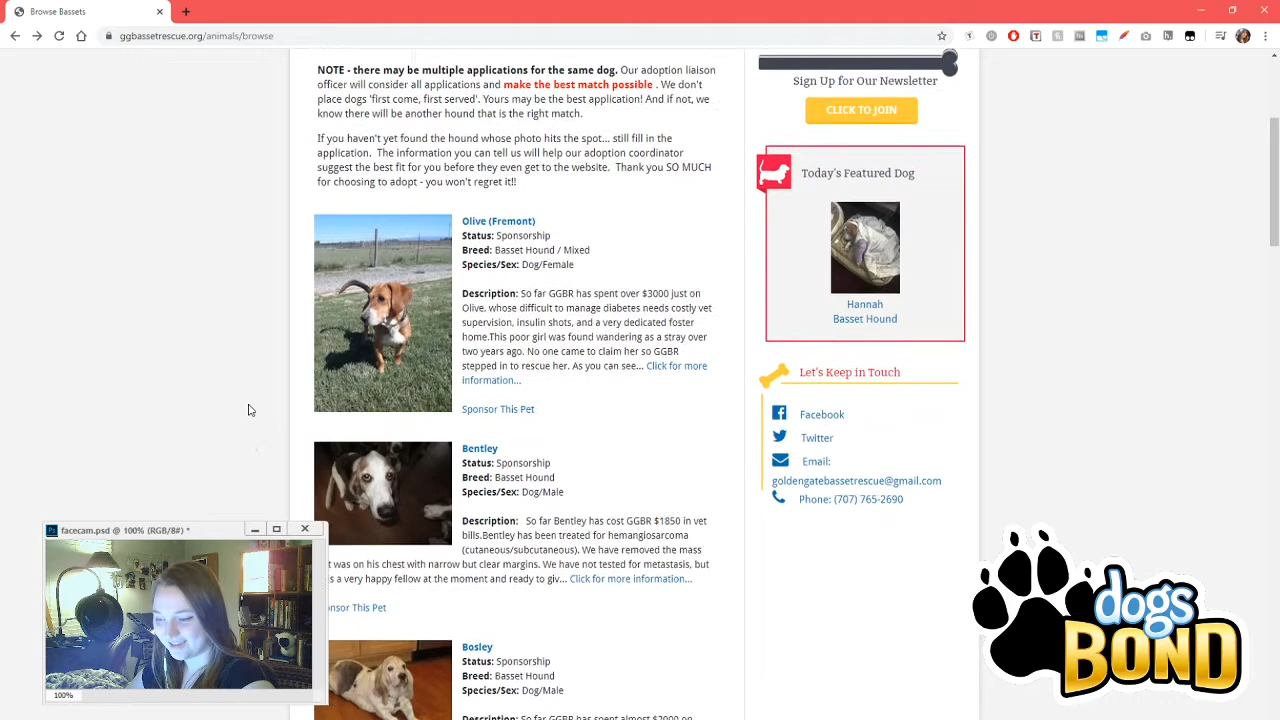 Browse Bassets
ggbassetrescue.org/animals/browse
NOTE - there may be multiple applications for the same dog. Our adoption liaison
officer will consider all applications and make the best match possible . We don't
place dogs 'first come, first served'. Yours may be the best application! And if not, we
know there will be another hound that is the right match.
If you haven't yet found the hound whose photo hits the spot... still fill in the
application. The information you can tell us will help our adoption coordinator
suggest the best fit for you before they even get to the website. Thank you SO MUCH
for choosing to adopt - you won't regret it!!
Olive (Fremont)
Status: Sponsorship
Breed: Basset Hound / Mixed
Species/Sex: Dog/Female
Description: So far GGBR has spent over $3000 just on
Olive, whose difficult to manage diabetes needs costly vet
supervision, insulin shots, and a very dedicated foster
home.This poor girl was found wandering as a stray over
two years ago. No one came to claim her so GGBR
stepped in to rescue her. As you can see... Click for more
information...
Sponsor This Pet
Bentley
Status: Sponsorship
Breed: Basset Hound
Species/Sex: Dog/Male
Description: So far Bentley has cost GGBR $1850 in vet
bills.Bentley has been treated for hemangiosarcoma
(cutaneous/subcutaneous). We have removed the mass
t was on his chest with narrow but clear margins. We have not tested for metastasis, but
s a very happy fellow at the moment and ready to giv... Click for more information...
onsor This Pet
Bosley
Status: Sponsorship
Breed: Basset Hound
Species/Sex: Dog/Male
Description: So far GGBR has spent almost $2000 on
Sign Up for Our Newsletter
CLICK TO JOIN
Today's Featured Dog
Hannah
Basset Hound
Let's Keep in Touch
Facebook
Twitter
Email:
goldengatebassetrescue@gmail.com
Phone: (707) 765-2690
Ps facecam.psd @ 100% (RGB/8#) *
100%
dogs
BOND